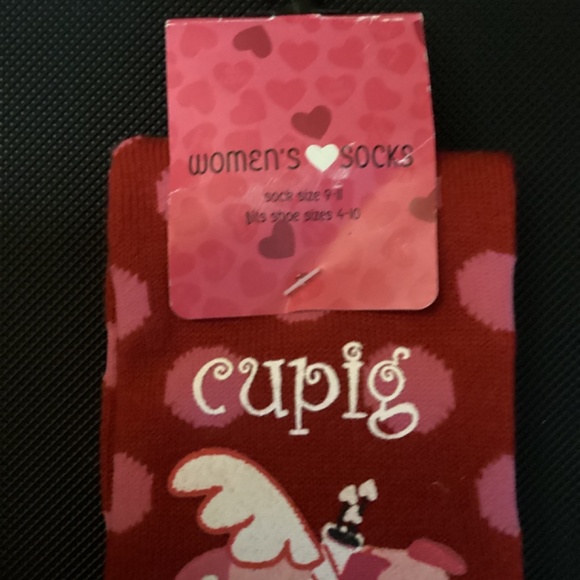 women's socks
sock size 9-11
fits shoe sizes 4-10
cupig